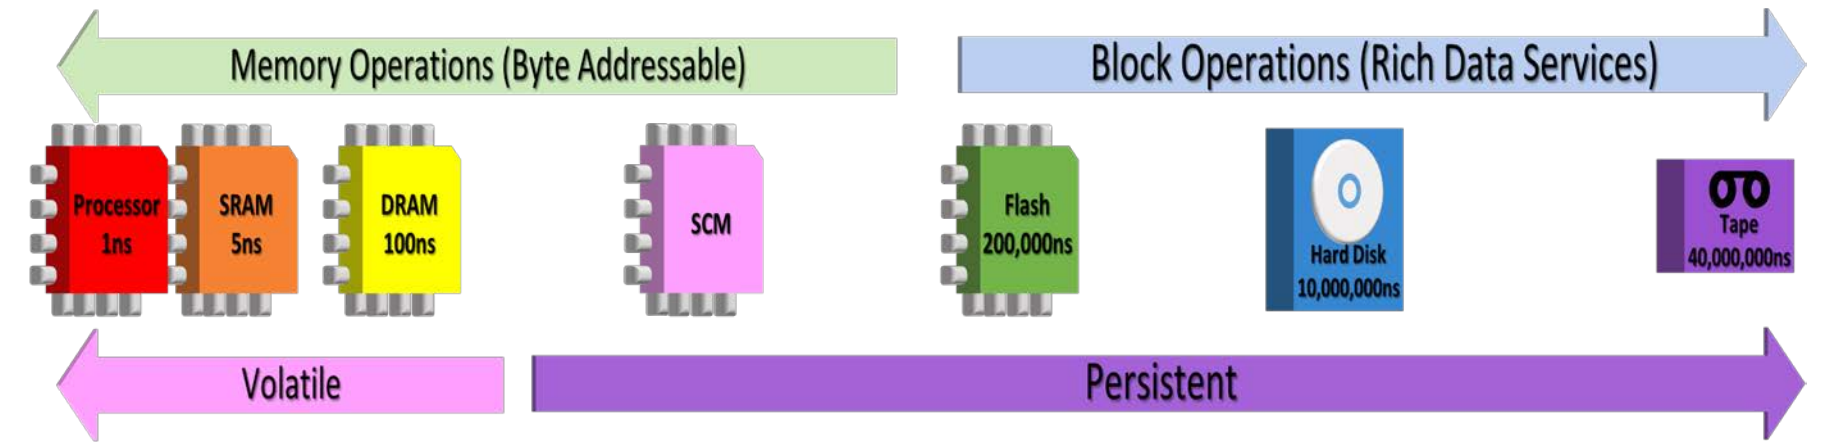 Memory Operations (Byte Addressable)
Block Operations (Rich Data Services)
Processor
1ns
SRAM
5ns
DRAM
100ns
SCM
Flash
200,000ns
Hard Disk
10,000,000ns
Tape
40,000,000ns
Volatile
Persistent